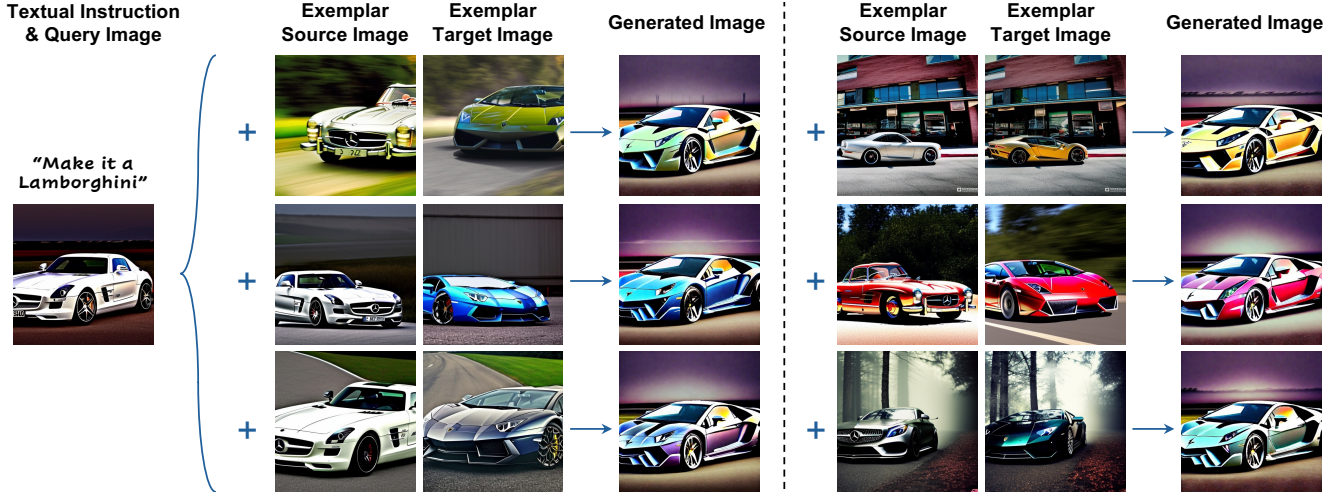 Textual Instruction
& Query Image
Exemplar
Source Image
Exemplar
Target Image
Generated Image
Exemplar
Source Image
Exemplar
Target Image
Generated Image
“Make it a
Lamborghini”
+
+
+
+
+
+